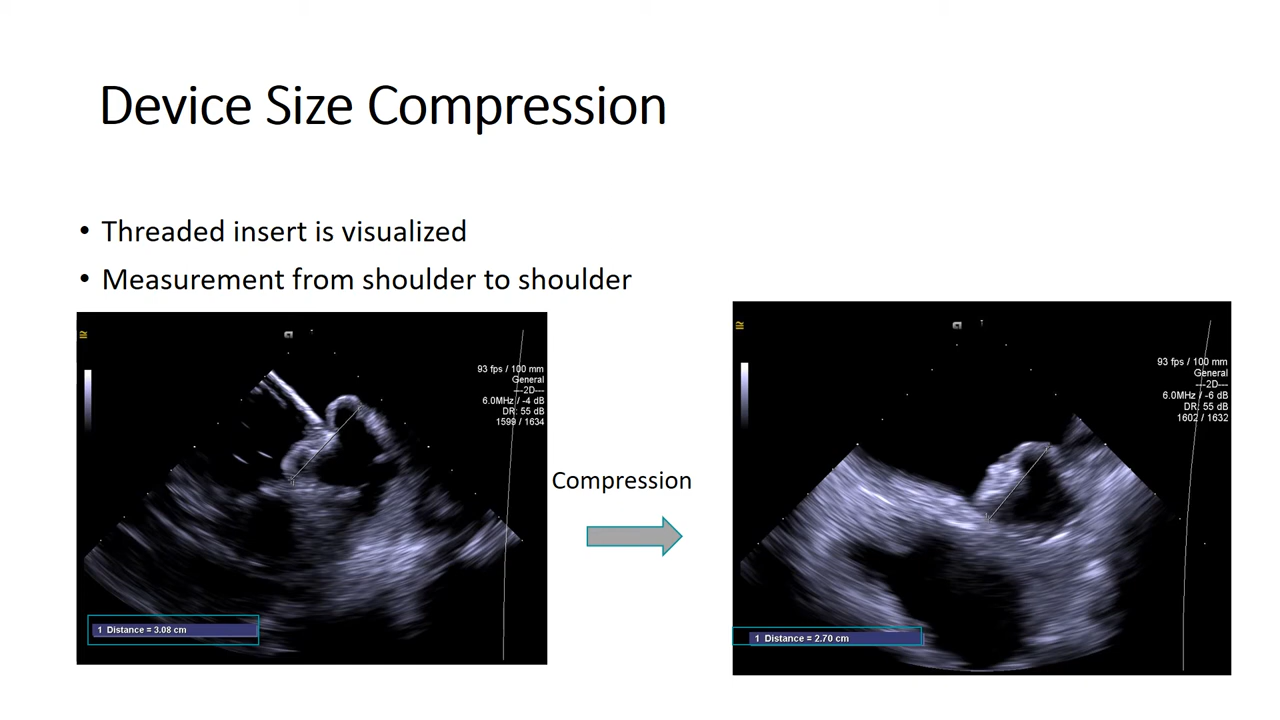 Device Size Compression
• Threaded insert is visualized
• Measurement from shoulder to shoulder
93 fps / 100 mm
General
---2D---
6.0MHz / -4 dB
DR: 55 dB
1599 / 1634
1 Distance = 3.08 cm
Compression
93 fps / 100 mm
General
---2D---
6.0MHz / -6 dB
DR: 55 dB
1602 / 1632
1 Distance = 2.70 cm